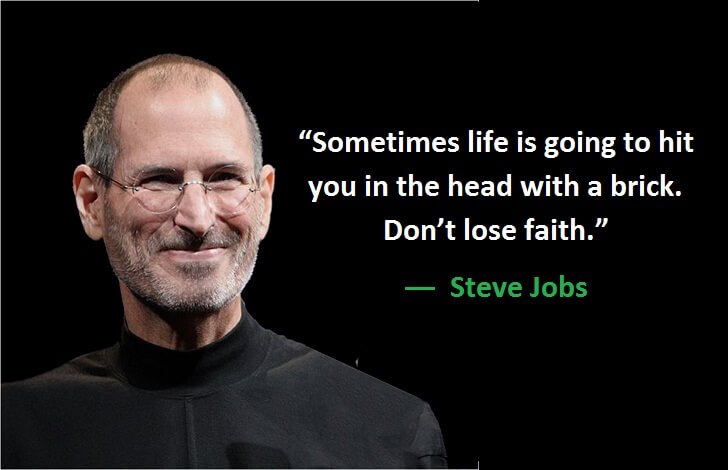 “Sometimes life is going to hit
you in the head with a brick.
Don’t lose faith.”
— Steve Jobs